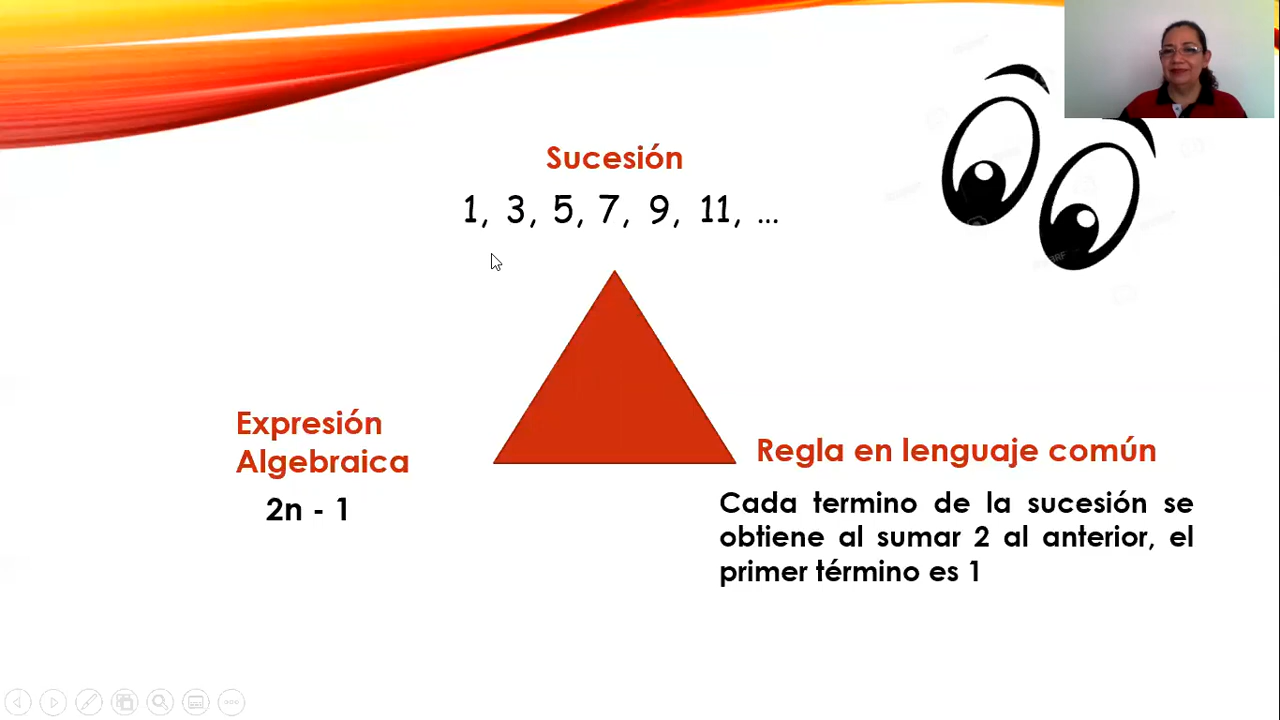 Sucesión
1, 3, 5, 7, 9, 11, ...
Expresión
Algebraica
2n - 1
Regla en lenguaje común
Cada termino de la sucesión se
obtiene al sumar 2 al anterior, el
primer término es 1